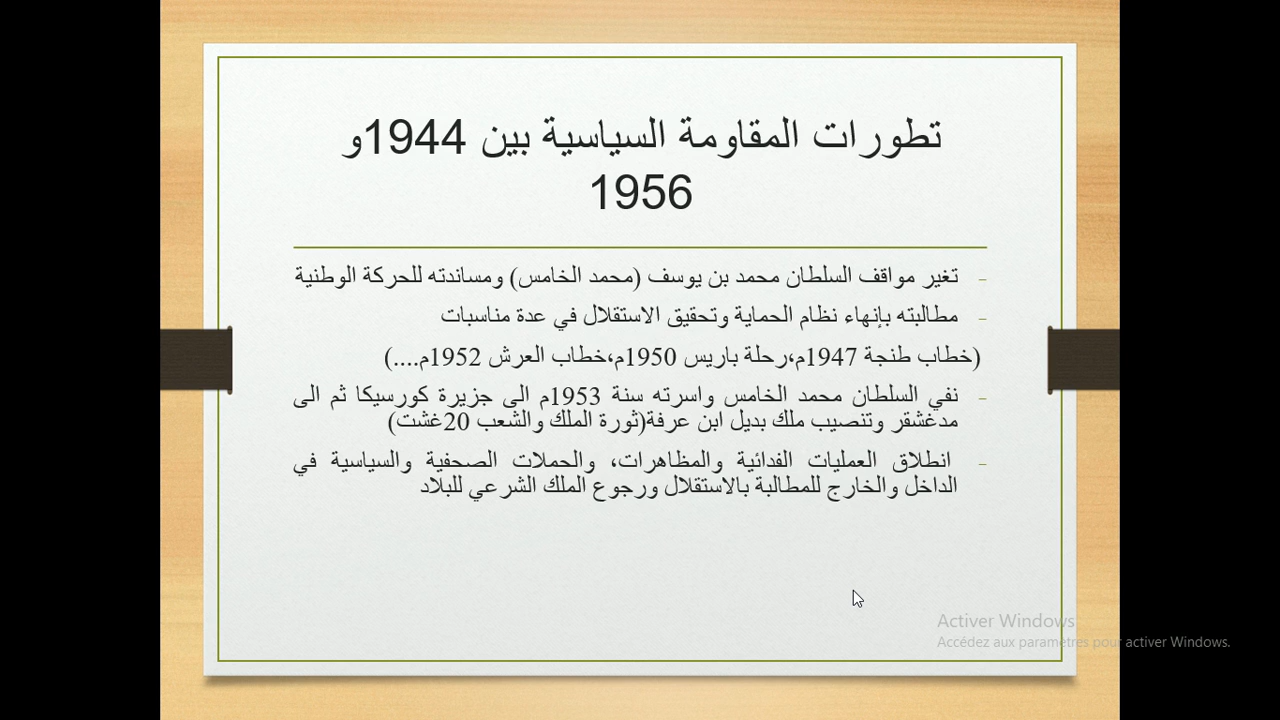 تطورات المقاومة السياسية بين 1944و
1956
- تغير مواقف السلطان محمد بن يوسف (محمد الخامس) ومساندته للحركة الوطنية
- مطالبته بإنهاء نظام الحماية وتحقيق الاستقلال في عدة مناسبات
(خطاب طنجة 1947م،رحلة باريس 1950م،خطاب العرش 1952م....)
- نفي السلطان محمد الخامس واسرته سنة 1953م الى جزيرة كورسيكا ثم الى
مدغشقر وتنصيب ملك بديل ابن عرفة(ثورة الملك والشعب 20غشت)
- انطلاق العمليات الفدائية والمظاهرات، والحملات الصحفية والسياسية في
الداخل والخارج للمطالبة بالاستقلال ورجوع الملك الشرعي للبلاد
Activer Windows
Accédez aux paramètres pour activer Windows.